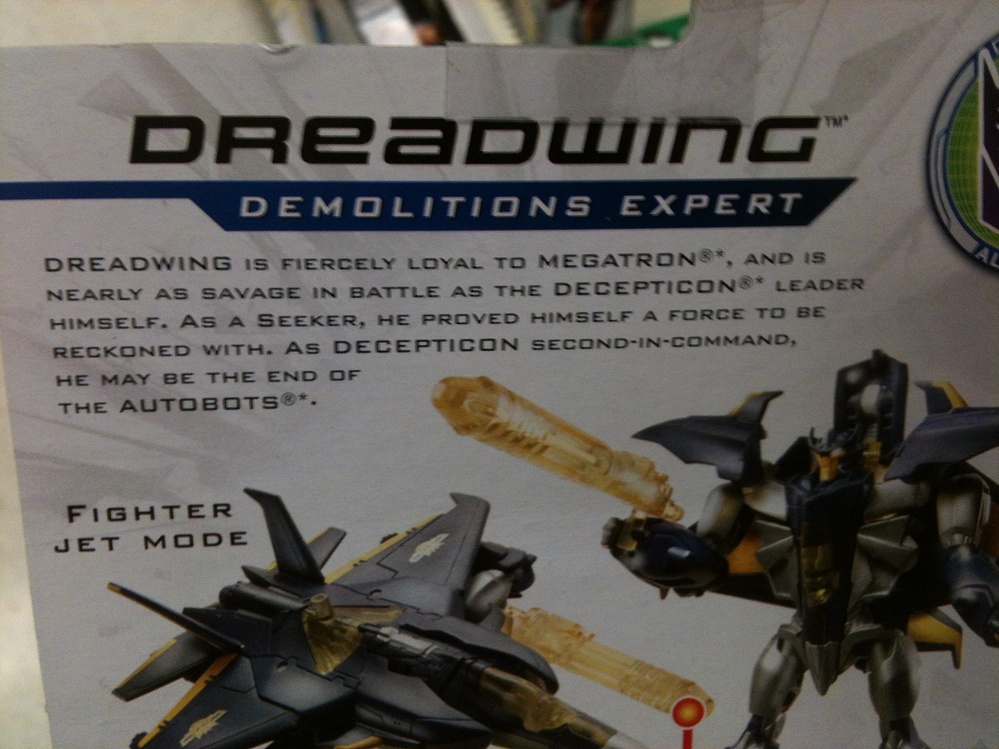 DREADWING™*
DEMOLITIONS EXPERT
DREADWING IS FIERCELY LOYAL TO MEGATRON®*, AND IS
NEARLY AS SAVAGE IN BATTLE AS THE DECEPTICON®* LEADER
HIMSELF. AS A SEEKER, HE PROVED HIMSELF A FORCE TO BE
RECKONED WITH. AS DECEPTICON SECOND-IN-COMMAND,
HE MAY BE THE END OF
THE AUTOBOTS®*.
FIGHTER
JET MODE